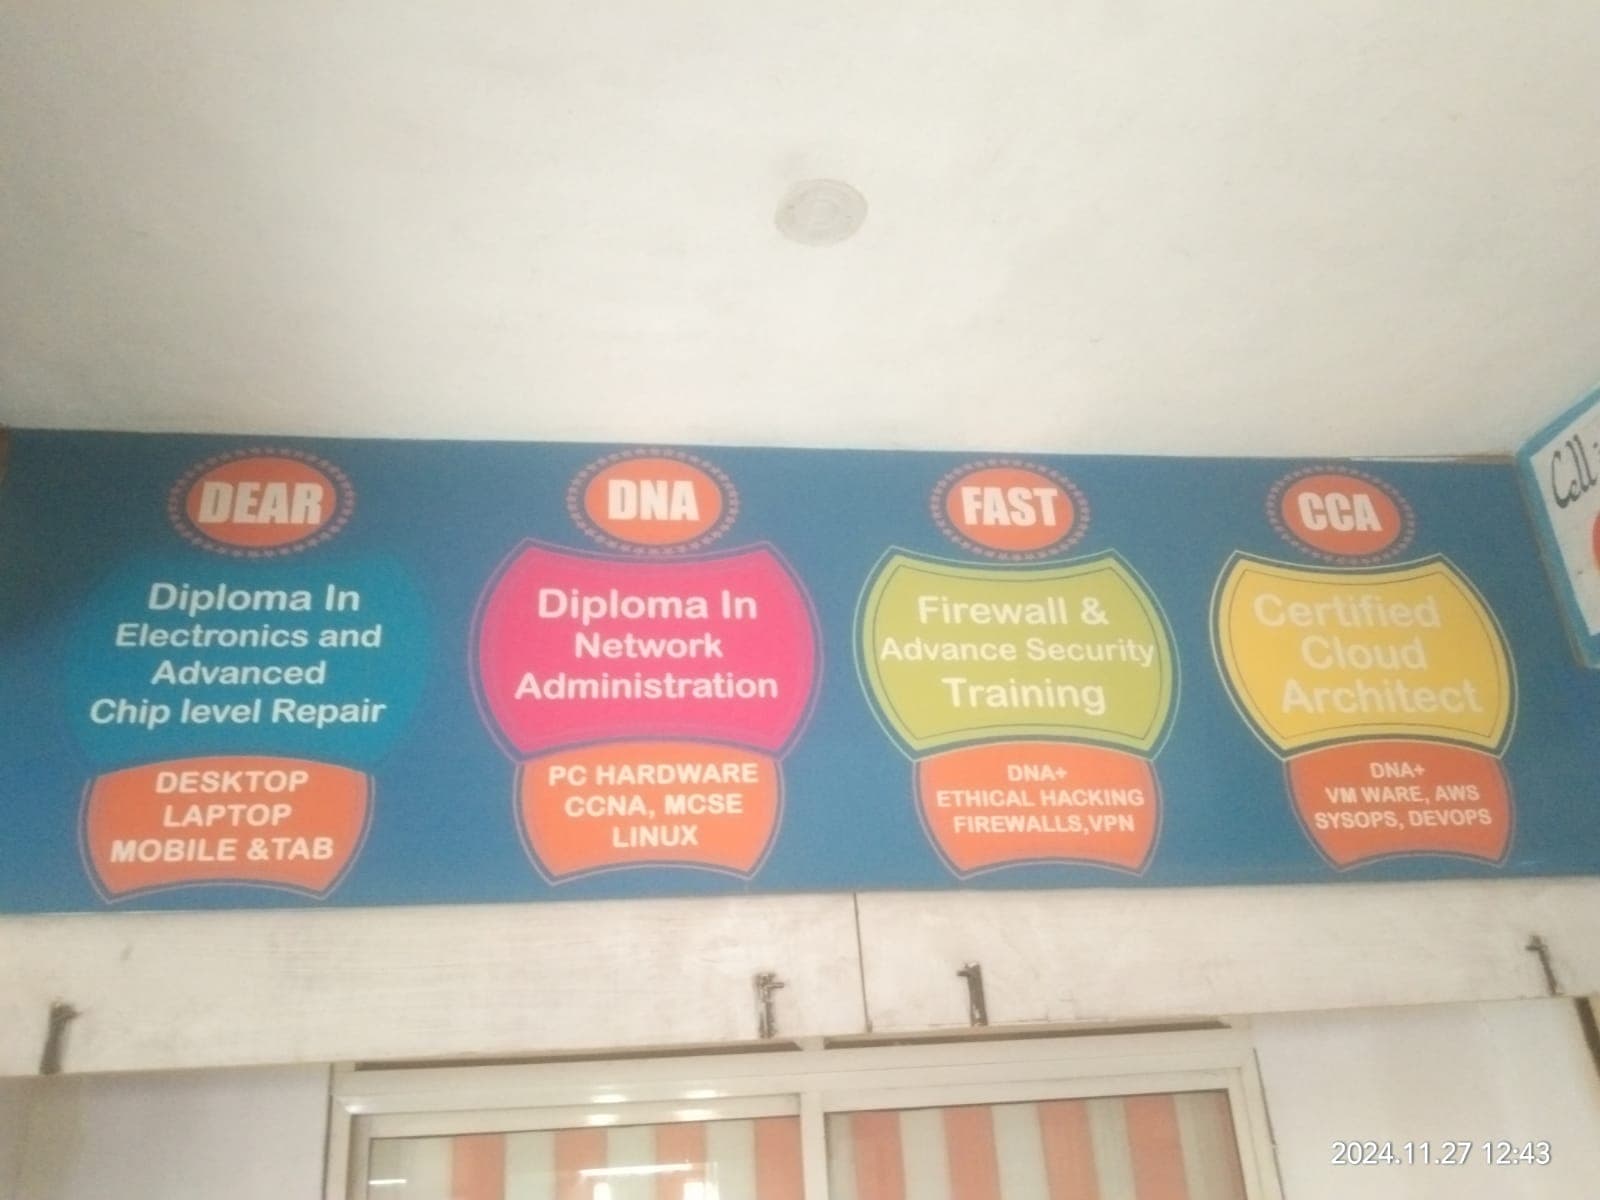 DEAR
Diploma In
Electronics and
Advanced
Chip level Repair
DESKTOP
LAPTOP
MOBILE &TAB
DNA
Diploma In
Network
Administration
PC HARDWARE
CCNA, MCSE
LINUX
FAST
Firewall &
Advance Security
Training
DNA+
ETHICAL HACKING
FIREWALLS,VPN
CCA
Certified
Cloud
Architect
DNA+
VM WARE, AWS
SYSOPS, DEVOPS
Cell
2024.11.27 12:43